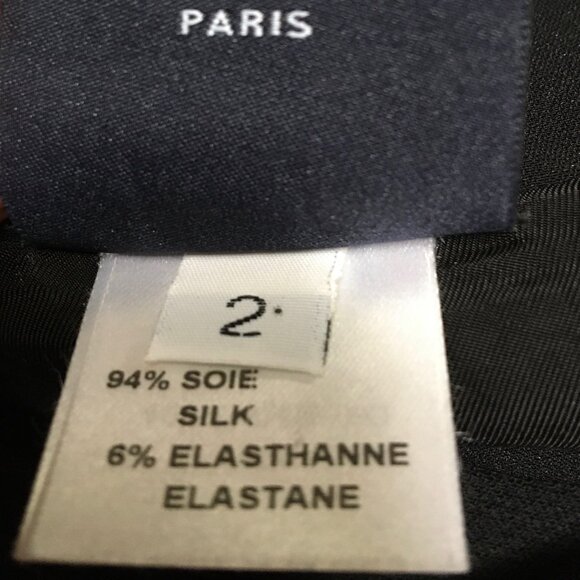 PARIS
2
94% SOIE
SILK
6% ELASTHANNE
ELASTANE